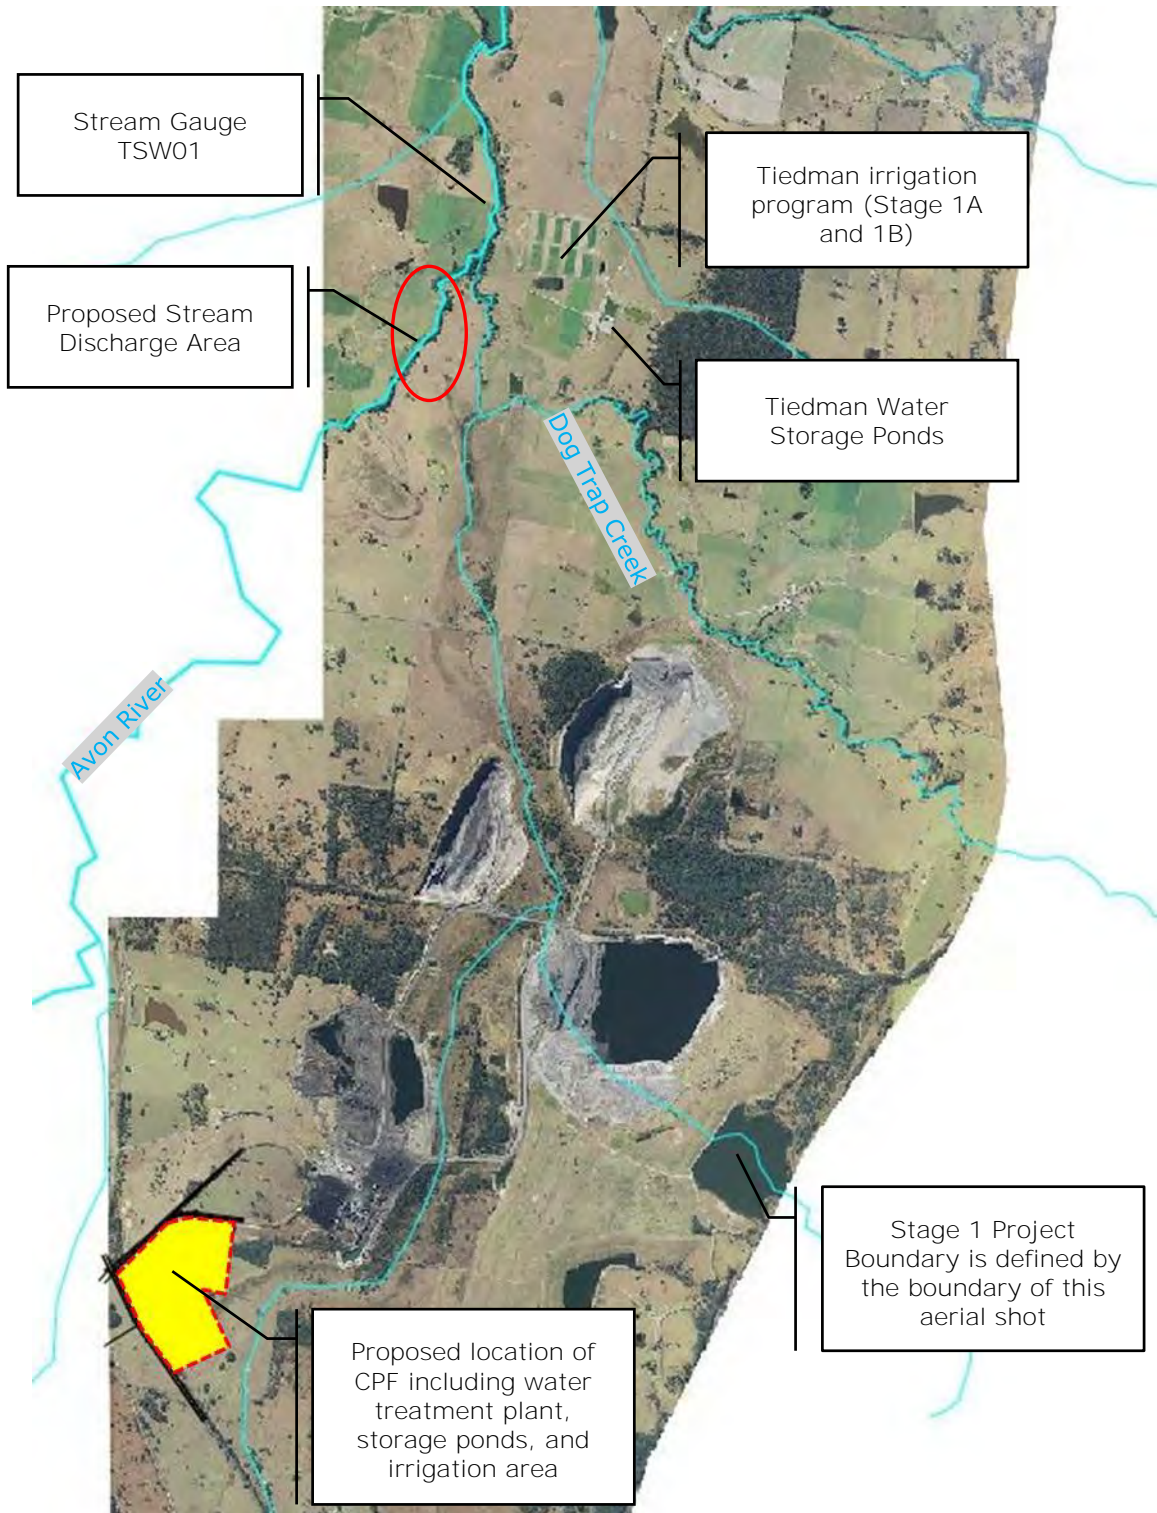 Stream Gauge
TSW01
Tiedman irrigation
program (Stage 1A
and 1B)
Proposed Stream
Discharge Area
Tiedman Water
Storage Ponds
Dog Trap Creek
Avon River
Stage 1 Project
Boundary is defined by
the boundary of this
aerial shot
Proposed location of
CPF including water
treatment plant,
storage ponds, and
irrigation area